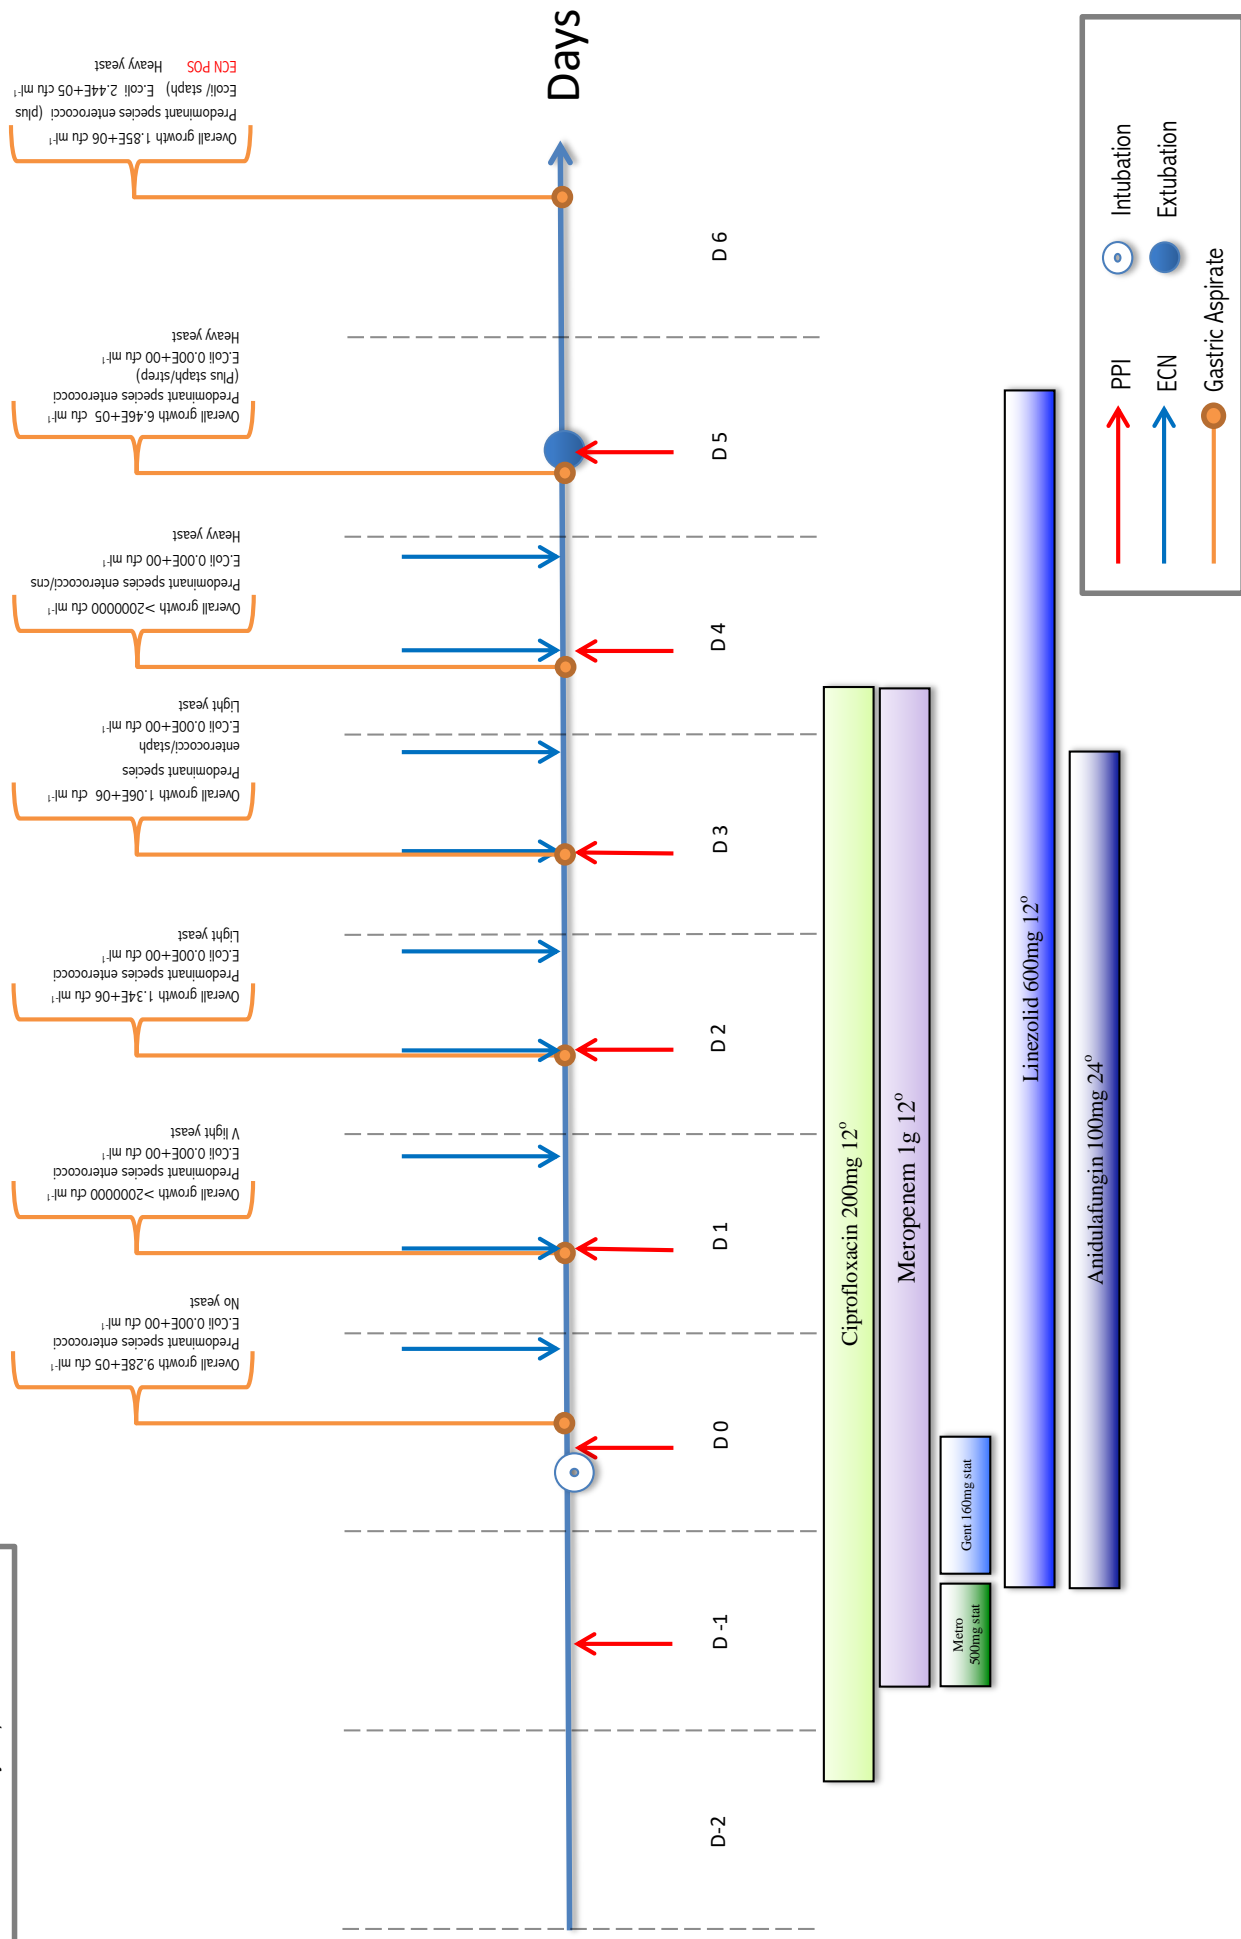 Overall growth 9.28E+05 cfu ml-1
Predominant species enterococci
E.Coli 0.00E+00 cfu ml-1
No yeast
Overall growth >2000000 cfu ml-1
Predominant species enterococci
E.Coli 0.00E+00 cfu ml-1
V light yeast
Overall growth 1.34E+06 cfu ml-1
Predominant species enterococci
E.Coli 0.00E+00 cfu ml-1
Light yeast
Overall growth 1.06E+06 cfu ml-1
Predominant species
enterococci/staph
E.Coli 0.00E+00 cfu ml-1
Light yeast
Overall growth >2000000 cfu ml-1
Predominant species enterococci/cns
E.Coli 0.00E+00 cfu ml-1
Heavy yeast
Overall growth 6.46E+05 cfu ml-1
Predominant species enterococci
(Plus staph/strep)
E.Coli 0.00E+00 cfu ml-1
Heavy yeast
Overall growth 1.85E+06 cfu ml-1
Predominant species enterococci (plus
Ecoli/ staph) E.coli 2.44E+05 cfu ml-1
ECN POS Heavy yeast
Days
D-2
D -1
D 0
D 1
D 2
D 3
D 4
D 5
D 6
Ciprofloxacin 200mg 12o
Meropenem 1g 12o
Metro
500mg stat
Gent 160mg stat
Linezolid 600mg 12o
Anidulafungin 100mg 24o
PPI
Intubation
ECN
Extubation
Gastric Aspirate